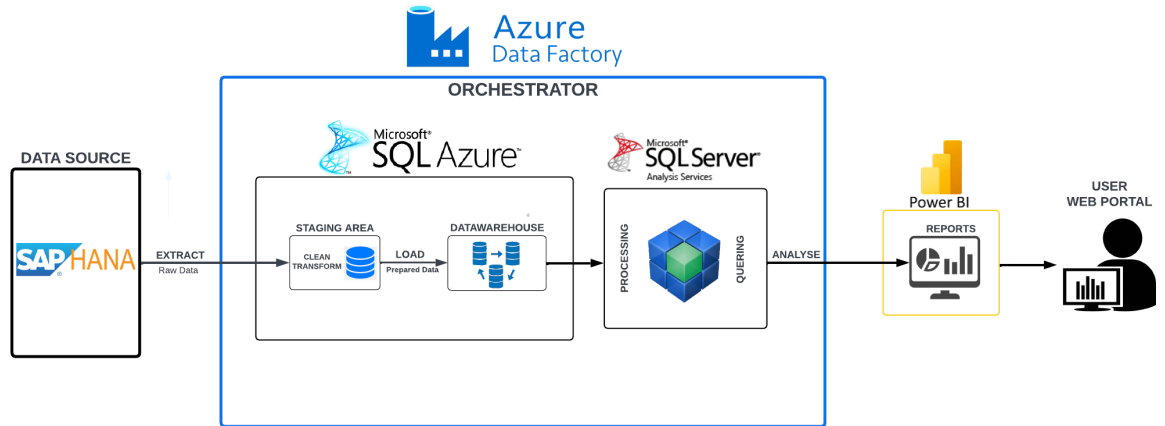 Azure
Data Factory
ORCHESTRATOR
DATA SOURCE
SAP HANA
®
EXTRACT
Raw Data
Microsoft®
SQL Azure™
STAGING AREA
CLEAN
TRANSFORM
LOAD
Prepared Data
DATAWAREHOUSE
Microsoft®
SQL Server®
Analysis Services
PROCESSING
QUERING
ANALYSE
Power BI
REPORTS
USER
WEB PORTAL